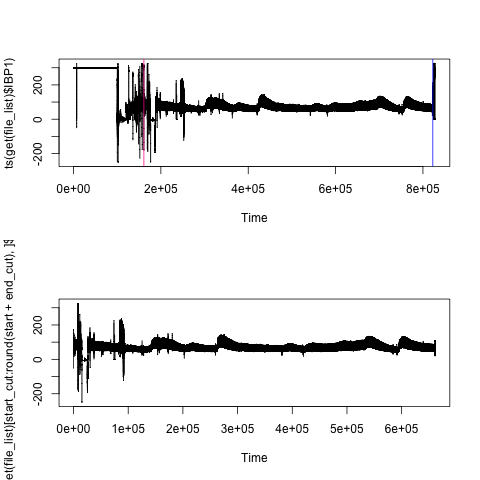 ts(get(file_list)$IBP1)
200
0
-200
0e+00
2e+05
4e+05
6e+05
8e+05
Time
et(file_list)[start_cut:round(start + end_cut), ]$
200
0
-200
0e+00
1e+05
2e+05
3e+05
4e+05
5e+05
6e+05
Time